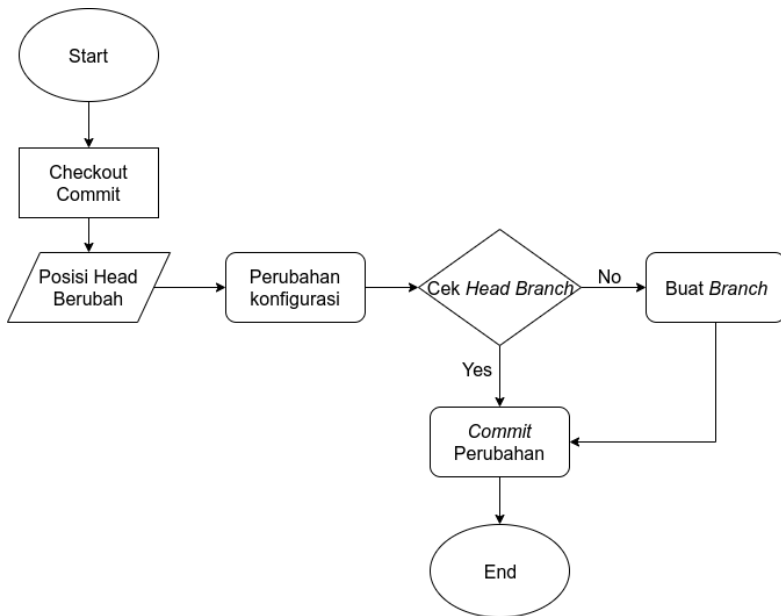 Start
Checkout
Commit
Posisi Head
Berubah
Perubahan
konfigurasi
Cek Head Branch
No
Buat Branch
Yes
Commit
Perubahan
End